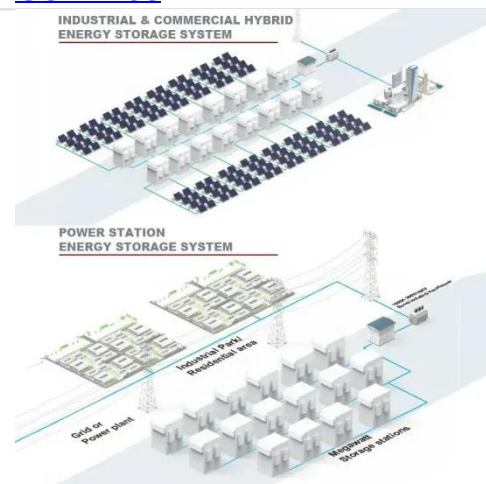 INDUSTRIAL & COMMERCIAL HYBRID
ENERGY STORAGE SYSTEM
POWER STATION
ENERGY STORAGE SYSTEM
Industrial Park/
Residential area
Grid or
Power plant
Megawatt
Storage stations